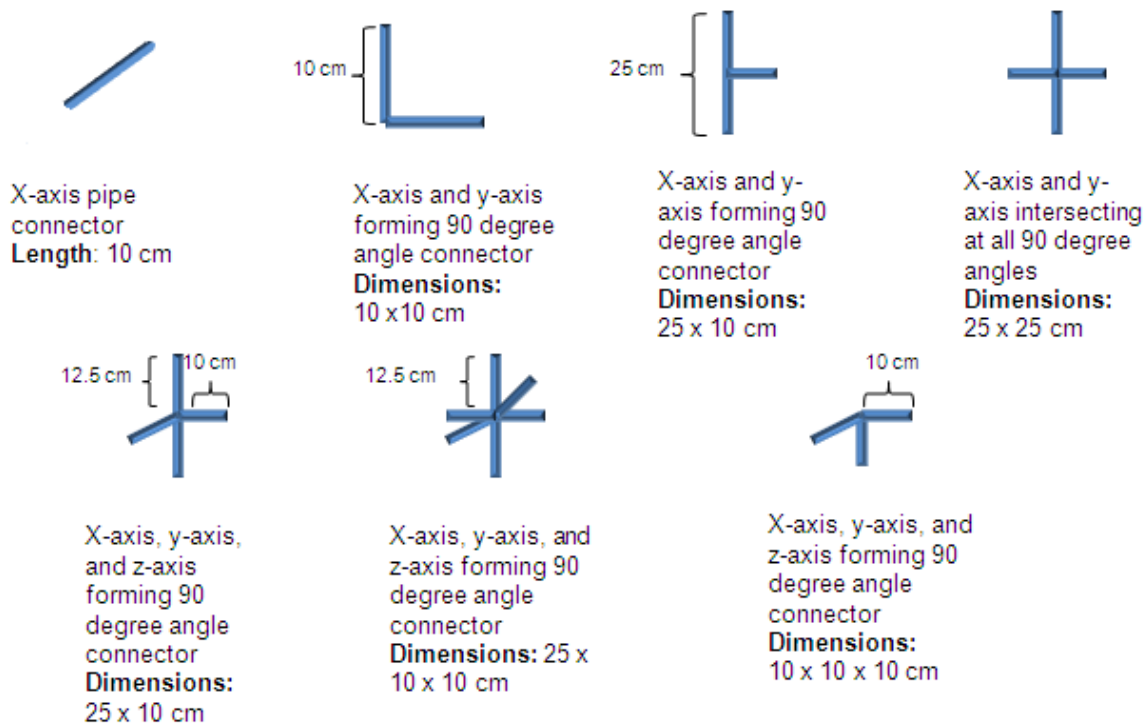 10 cm
25 cm
X-axis pipe
connector
Length: 10 cm
X-axis and y-axis
forming 90 degree
angle connector
Dimensions:
10 x10 cm
X-axis and y-
axis forming 90
degree angle
connector
Dimensions:
25 x 10 cm
X-axis and y-
axis intersecting
at all 90 degree
angles
Dimensions:
25 x 25 cm
12.5 cm
10 cm
12.5 cm
10 cm
X-axis, y-axis,
and z-axis
forming 90
degree angle
connector
Dimensions:
25 x 10 cm
X-axis, y-axis, and
z-axis forming 90
degree angle
connector
Dimensions: 25 x
10 x 10 cm
X-axis, y-axis, and
z-axis forming 90
degree angle
connector
Dimensions:
10 x 10 x 10 cm